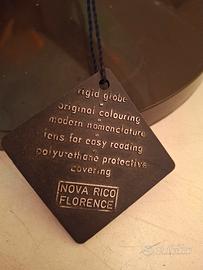 rigid globe
-
original colouring
-
modern nomenclature
-
lens for easy reading
-
polyurethane protective
covering
NOVA RICO
FLORENCE